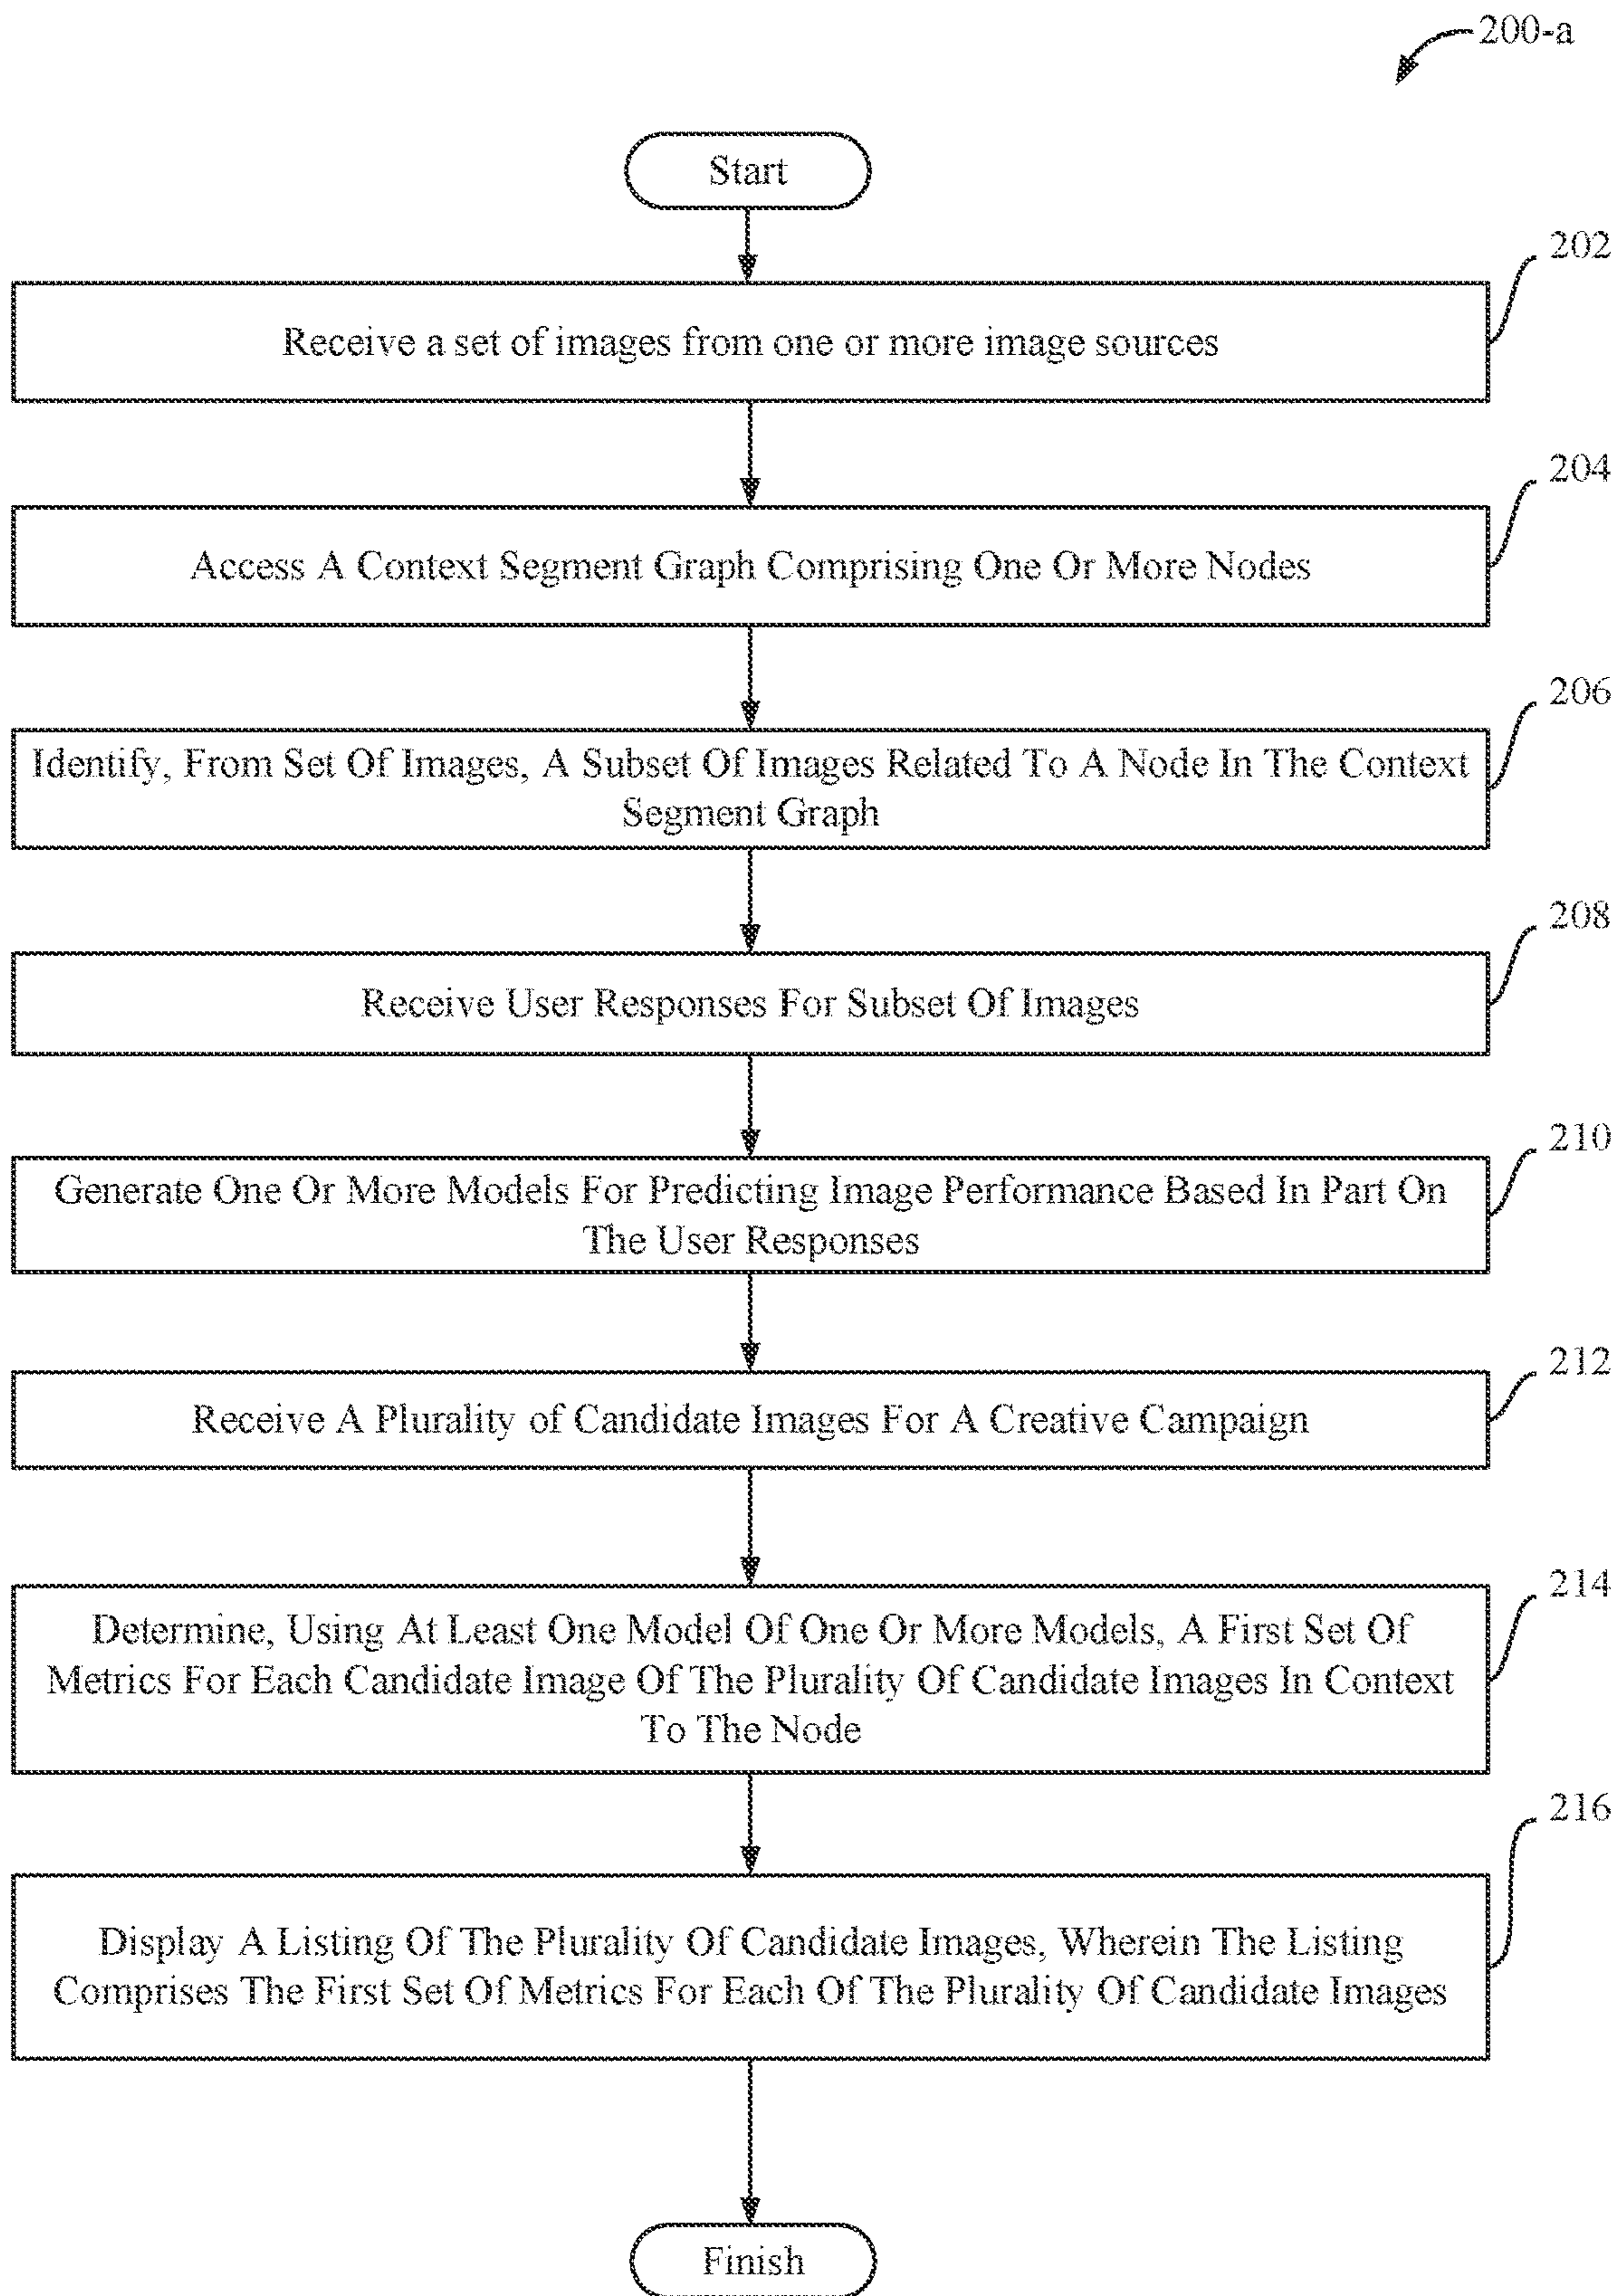 200-a
Start
202
Receive a set of images from one or more image sources
204
Access A Context Segment Graph Comprising One Or More Nodes
206
Identify, From Set Of Images, A Subset Of Images Related To A Node In The Context
Segment Graph
208
Receive User Responses For Subset Of Images
210
Generate One Or More Models For Predicting Image Performance Based In Part On
The User Responses
212
Receive A Plurality of Candidate Images For A Creative Campaign
214
Determine, Using At Least One Model Of One Or More Models, A First Set Of
Metrics For Each Candidate Image Of The Plurality Of Candidate Images In Context
To The Node
216
Display A Listing Of The Plurality Of Candidate Images, Wherein The Listing
Comprises The First Set Of Metrics For Each Of The Plurality Of Candidate Images
Finish